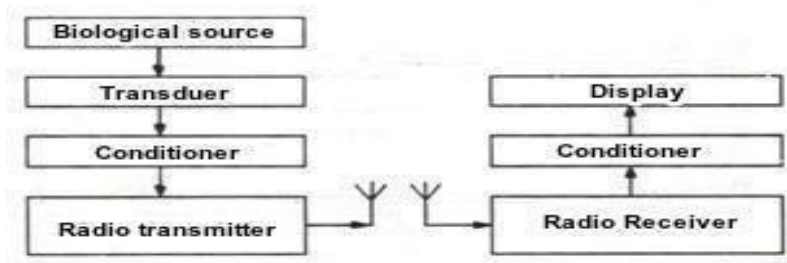 Biological source
Transduer
Conditioner
Radio transmitter
Display
Conditioner
Radio Receiver